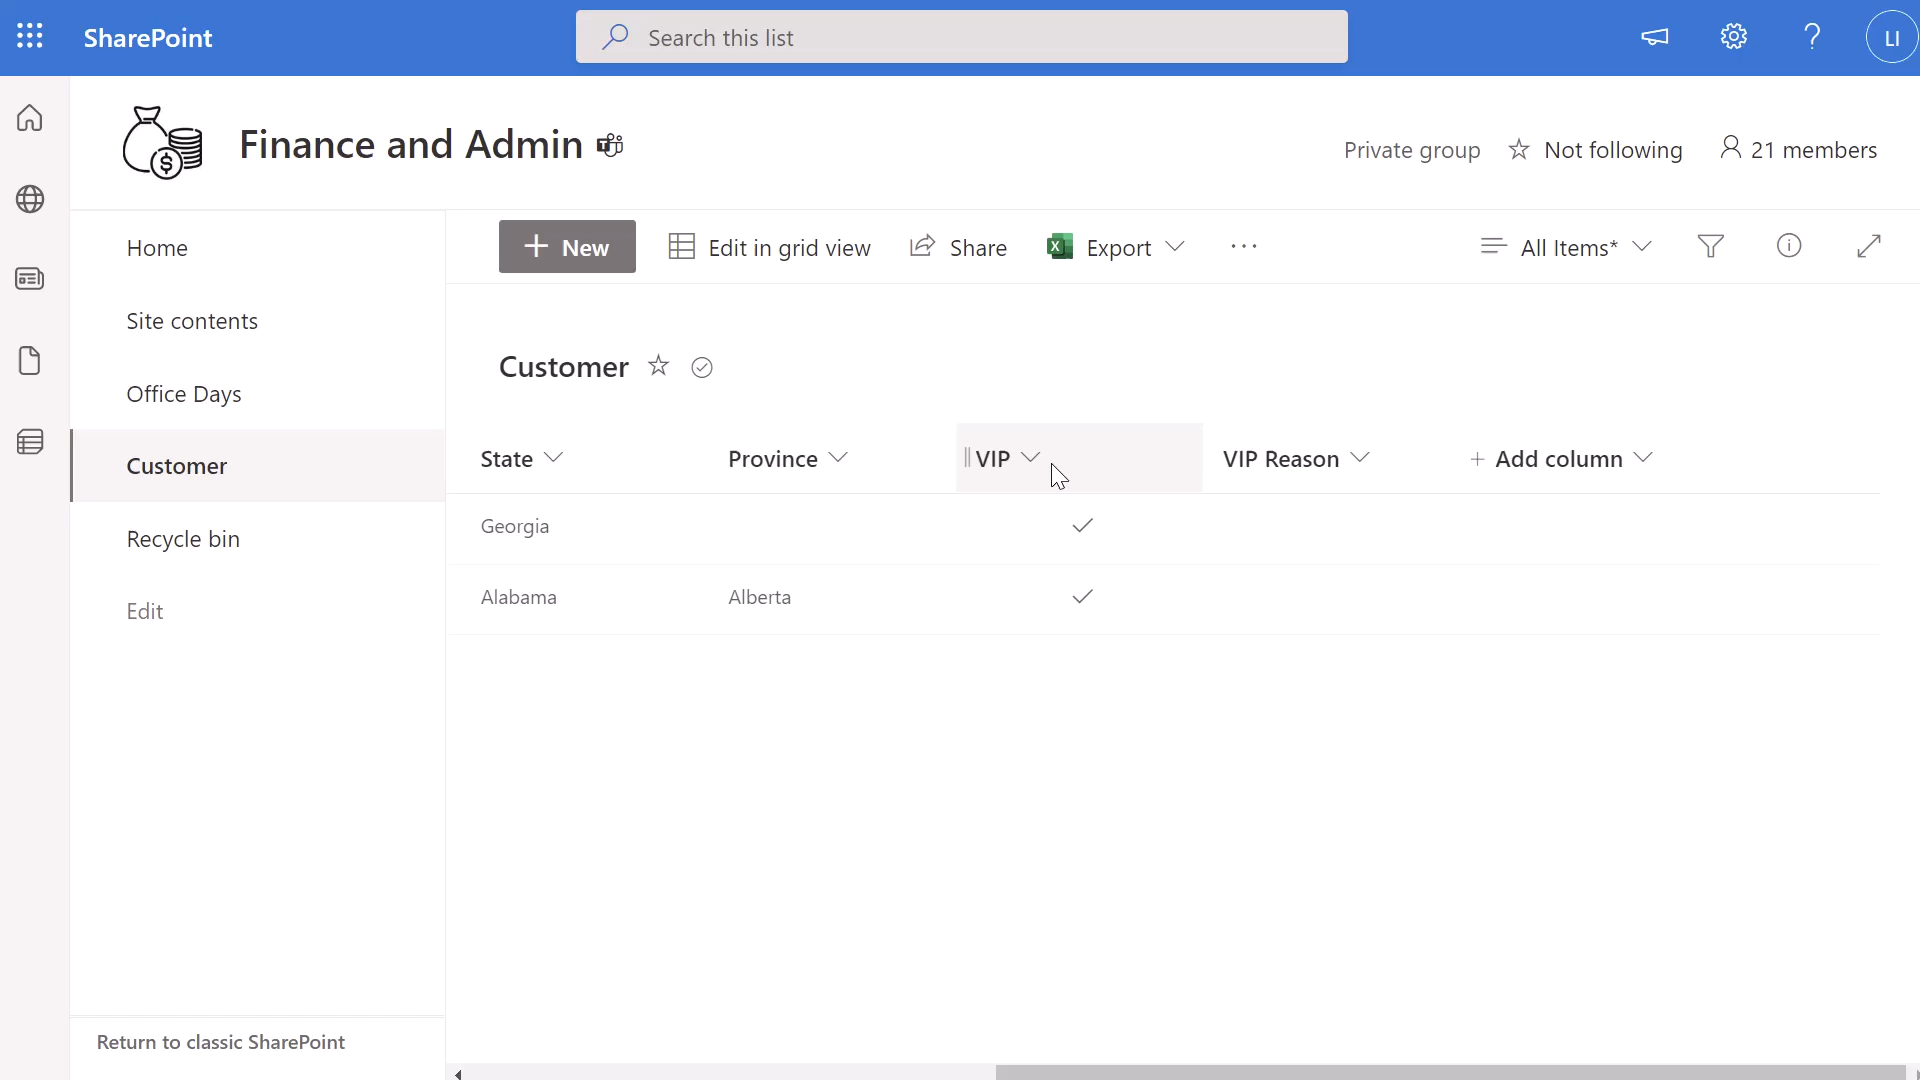 SharePoint
Search this list
LI
Finance and Admin
Private group
Not following
21 members
Home
Site contents
Office Days
Customer
Recycle bin
Edit
Return to classic SharePoint
New
Edit in grid view
Share
Export
All Items*
Customer
State Province VIP VIP Reason Add column
Georgia
Alabama Alberta